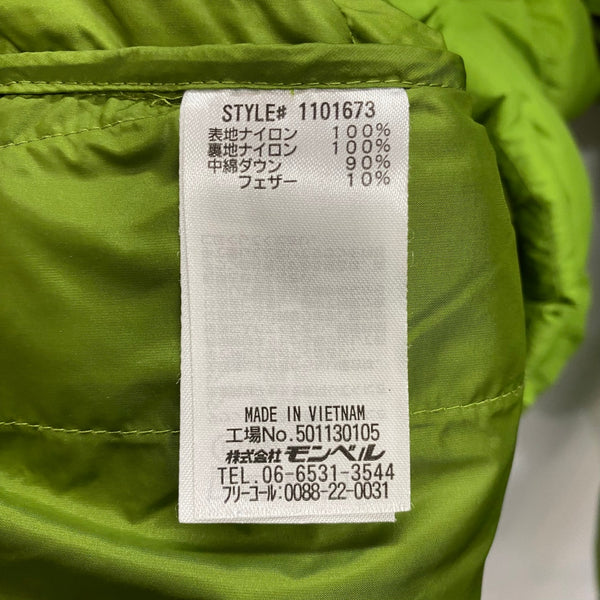 STYLE# 1101673
表地ナイロン 100%
裏地ナイロン 100%
中綿ダウン 90%
フェザー 10%
MADE IN VIETNAM
工場No.501130105
株式会社モンベル
TEL.06-6531-3544
フリーコール:0088-22-0031